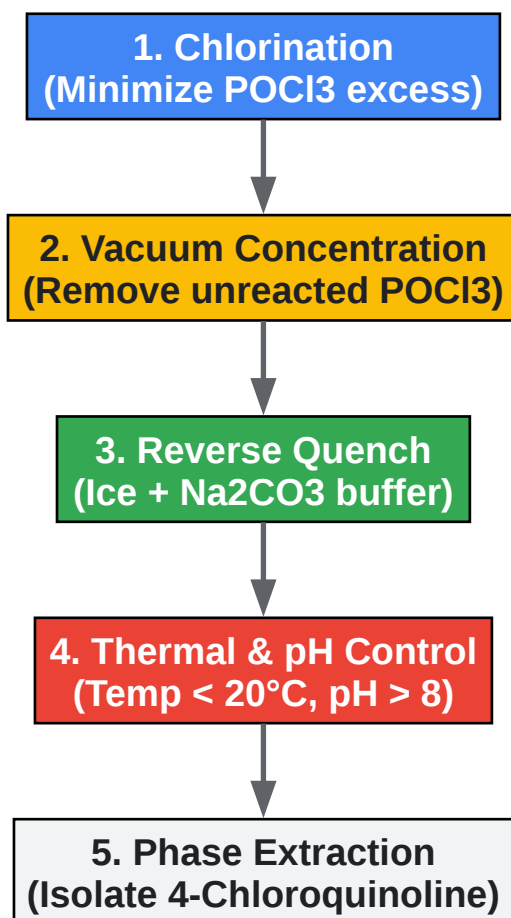 1. Chlorination
(Minimize POCl3 excess)
2. Vacuum Concentration
(Remove unreacted POCl3)
3. Reverse Quench
(Ice + Na2CO3 buffer)
4. Thermal & pH Control
(Temp < 20°C, pH > 8)
5. Phase Extraction
(Isolate 4-Chloroquinoline)